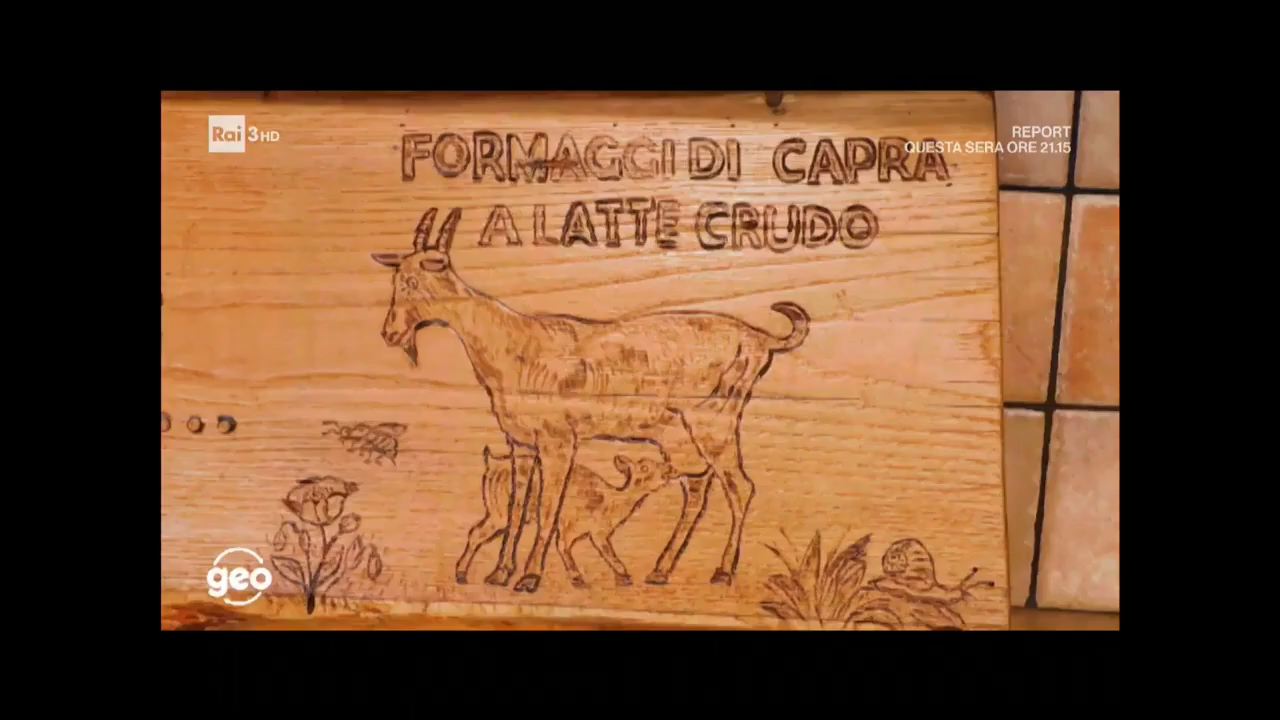 Rai 3 HD
REPORT
QUESTA SERA ORE 21.15
FORMAGGI DI CAPRA
A LATTE CRUDO
geo